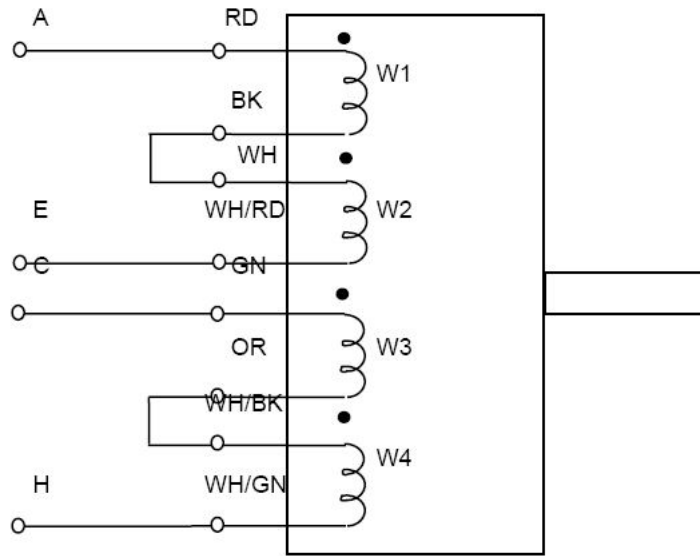 A RD
W1
BK
WH
E WH/RD W2
C GN
OR W3
WH/BK
W4
H WH/GN